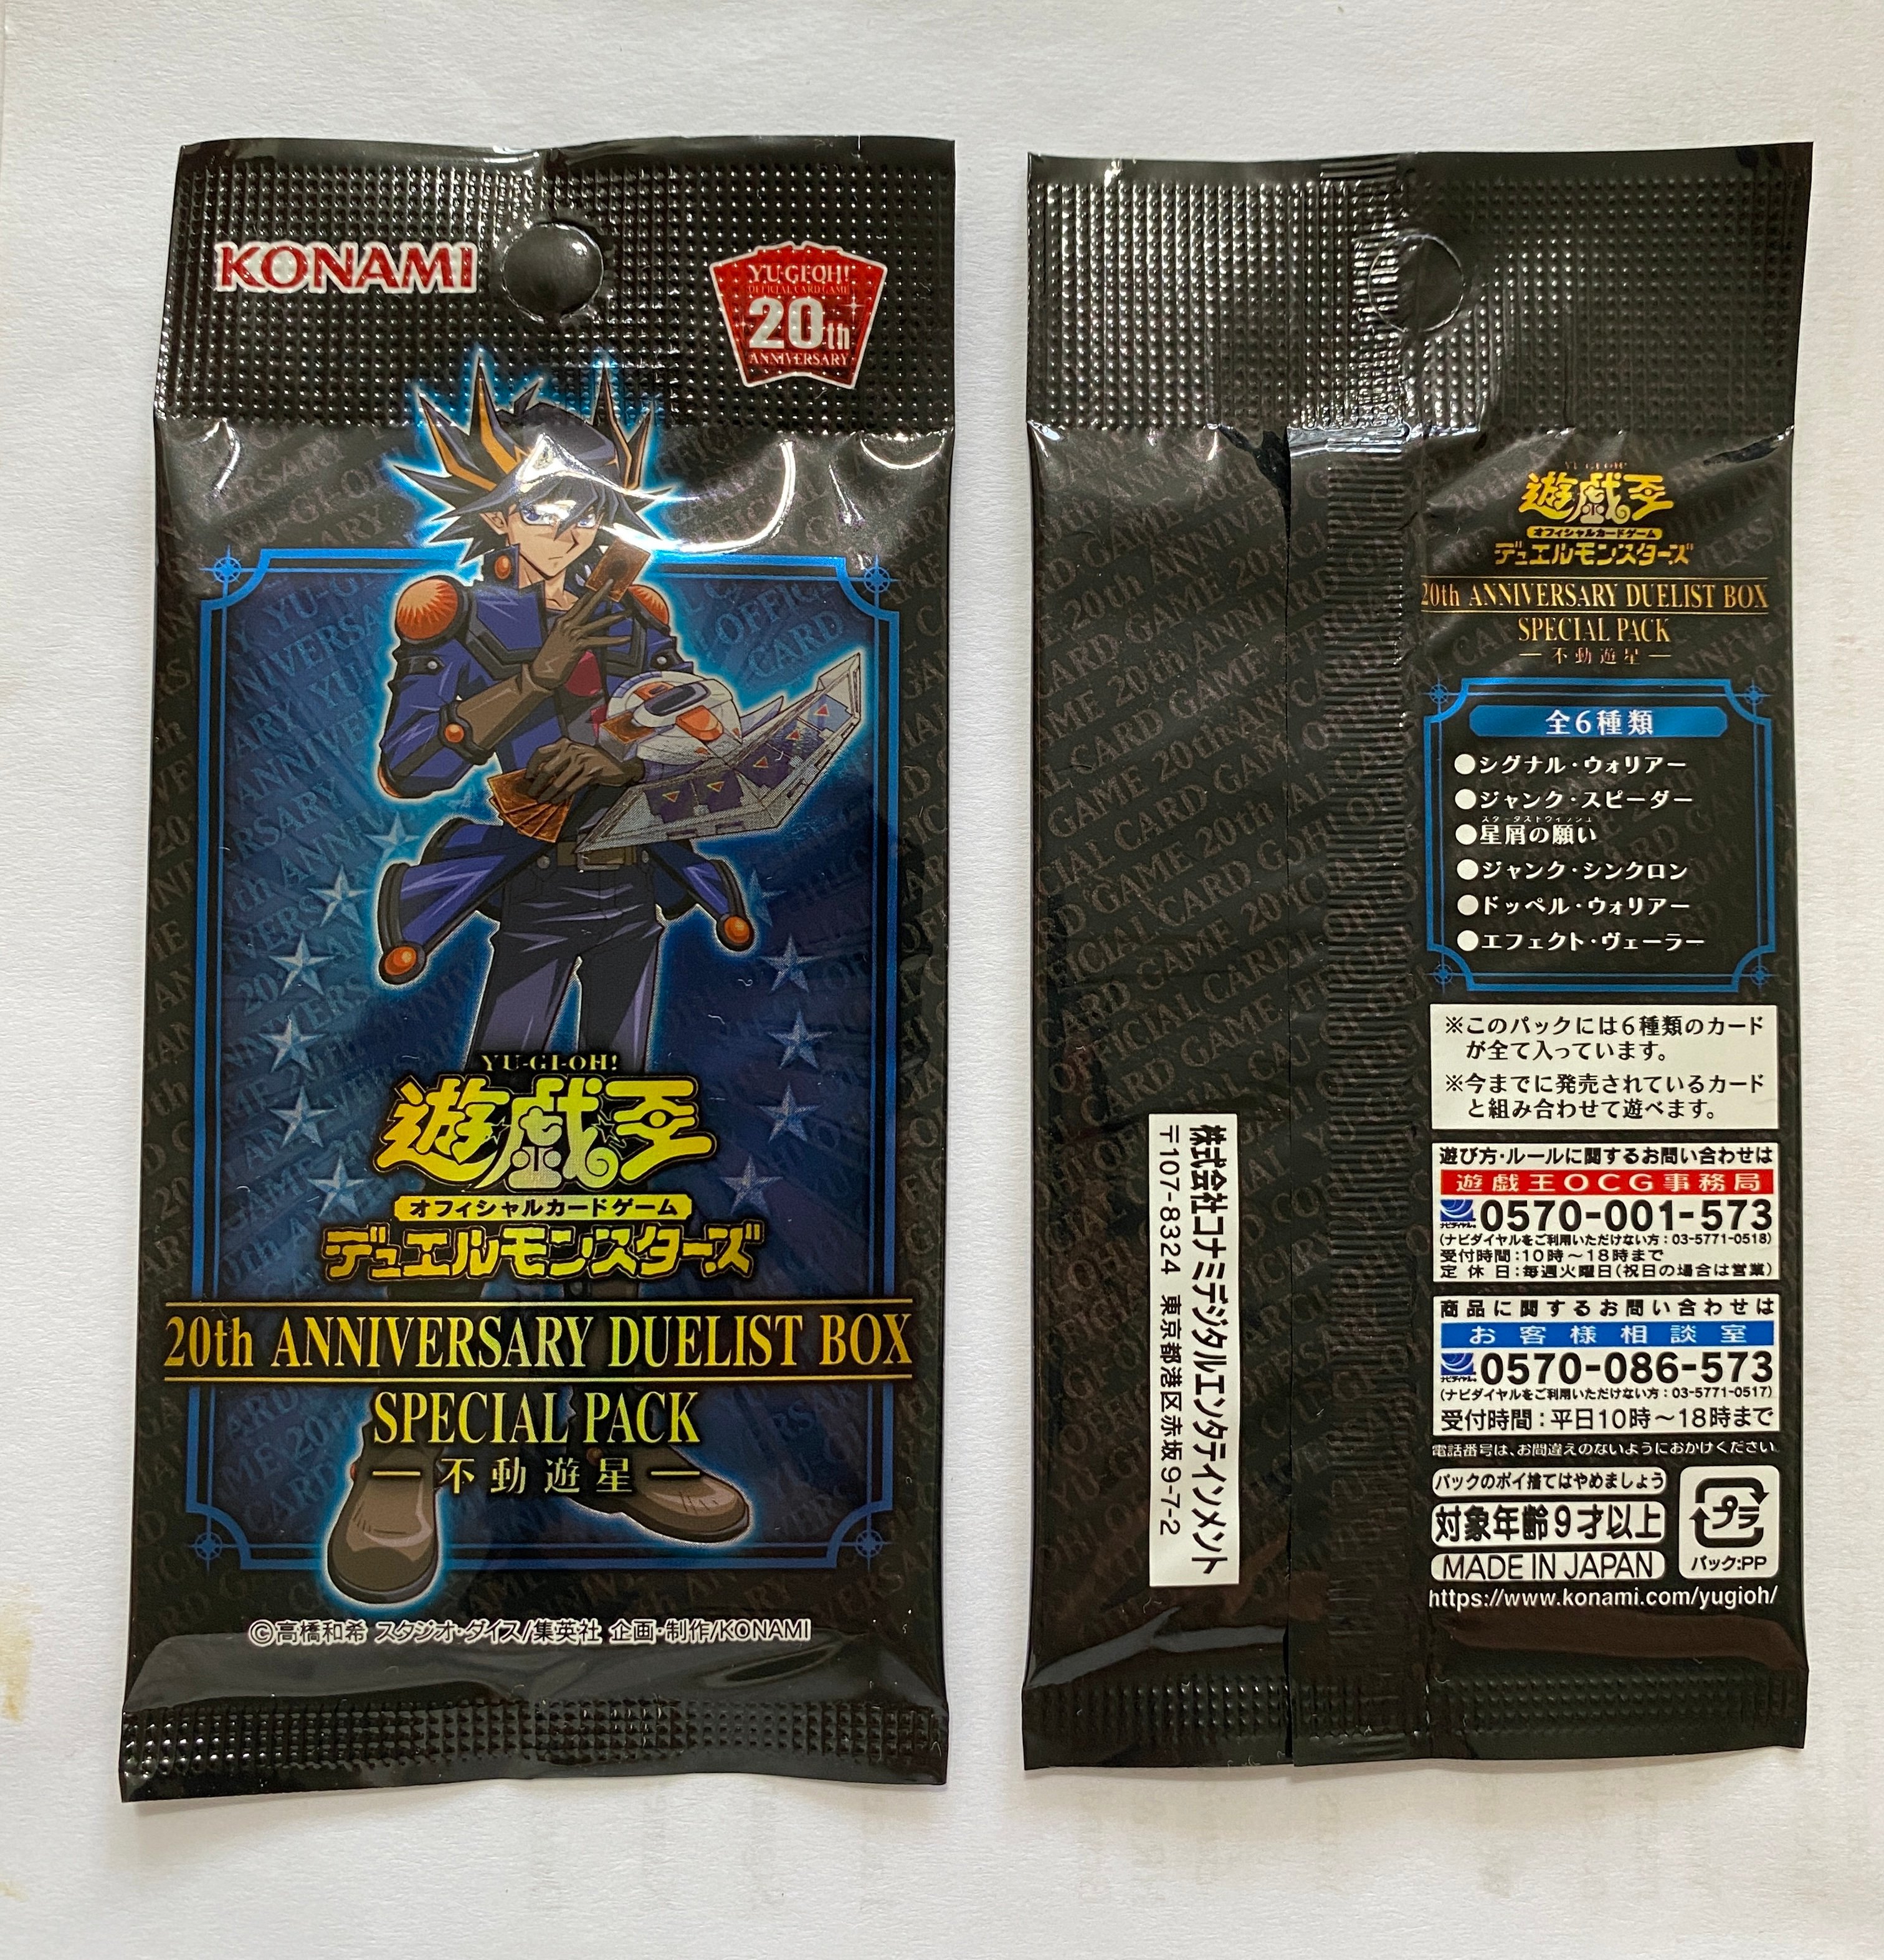 KONAMI
YU-GI-OH!
OFFICIAL CARD GAME
20th
ANNIVERSARY
YU-GI-OH!
遊戯王
オフィシャルカードゲーム
デュエルモンスターズ
20th ANNIVERSARY DUELIST BOX
SPECIAL PACK
—不動遊星—
©高橋和希 スタジオ・ダイス/集英社 企画・制作/KONAMI
遊戯王
オフィシャルカードゲーム
デュエルモンスターズ
20th ANNIVERSARY DUELIST BOX
SPECIAL PACK
—不動遊星—
全6種類
●シグナル・ウォリアー
●ジャンク・スピーダー
スターダストウィッシュ
●星屑の願い
●ジャンク・シンクロン
●ドッペル・ウォリアー
●エフェクト・ヴェーラー
※このパックには6種類のカード
が全て入っています。
※今までに発売されているカード
と組み合わせて遊べます。
遊び方・ルールに関するお問い合わせは
遊戯王OCG事務局
ナビダイヤル
0570-001-573
(ナビダイヤルをご利用いただけない方：03-5771-0518)
受付時間：10時～18時まで
定休日：毎週火曜日(祝日の場合は営業)
商品に関するお問い合わせは
お客様相談室
ナビダイヤル
0570-086-573
(ナビダイヤルをご利用いただけない方：03-5771-0517)
受付時間：平日10時～18時まで
電話番号は、お間違えのないようにおかけください
パックのポイ捨てはやめましょう
対象年齢9才以上
MADE IN JAPAN
プラ
パック:PP
https://www.konami.com/yugioh/
株式会社コナミデジタルエンタテインメント
〒107-8324 東京都港区赤坂9-7-2